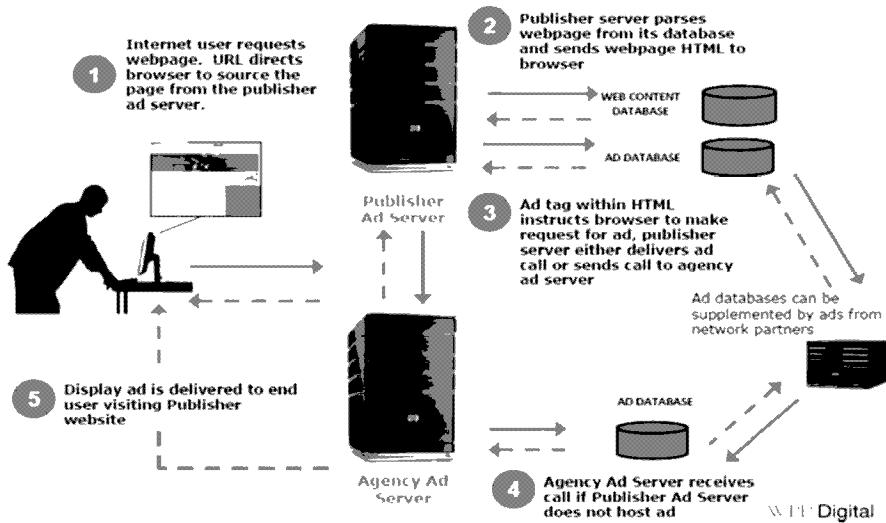 1
Internet user requests
webpage. URL directs
browser to source the
page from the publisher
ad server.
2
Publisher server parses
webpage from its database
and sends webpage HTML to
browser
WEB CONTENT
DATABASE
AD DATABASE
Publisher
Ad Server
3
Ad tag within HTML
instructs browser to make
request for ad, publisher
server either delivers ad
call or sends call to agency
ad server
Ad databases can be
supplemented by ads from
network partners
5
Display ad is delivered to end
user visiting Publisher
website
AD DATABASE
Agency Ad
Server
4
Agency Ad Server receives
call if Publisher Ad Server
does not host ad
WPP Digital